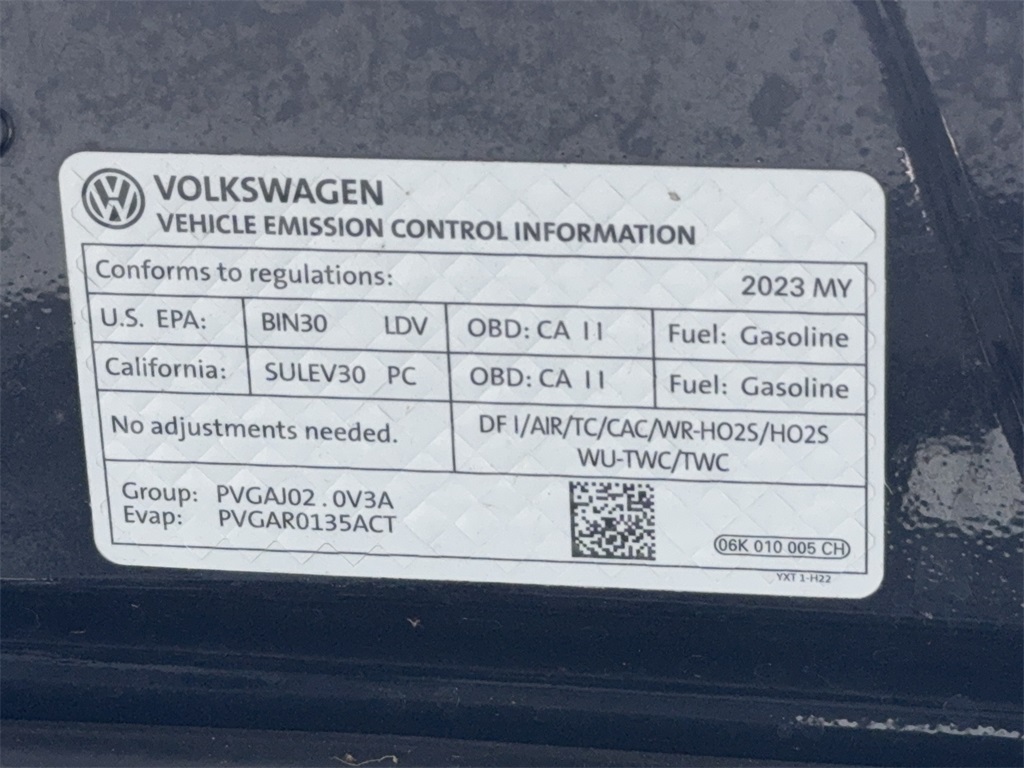 VOLKSWAGEN
VEHICLE EMISSION CONTROL INFORMATION
Conforms to regulations: 2023 MY
U.S. EPA: BIN30 LDV OBD: CA II Fuel: Gasoline
California: SULEV30 PC OBD: CA II Fuel: Gasoline
No adjustments needed. DFI/AIR/TC/CAC/WR-HO2S/HO2S
WU-TWC/TWC
Group: PVGAJ02.0V3A
Evap: PVGAR0135ACT
06K 010 005 CH
YXT 1-H22